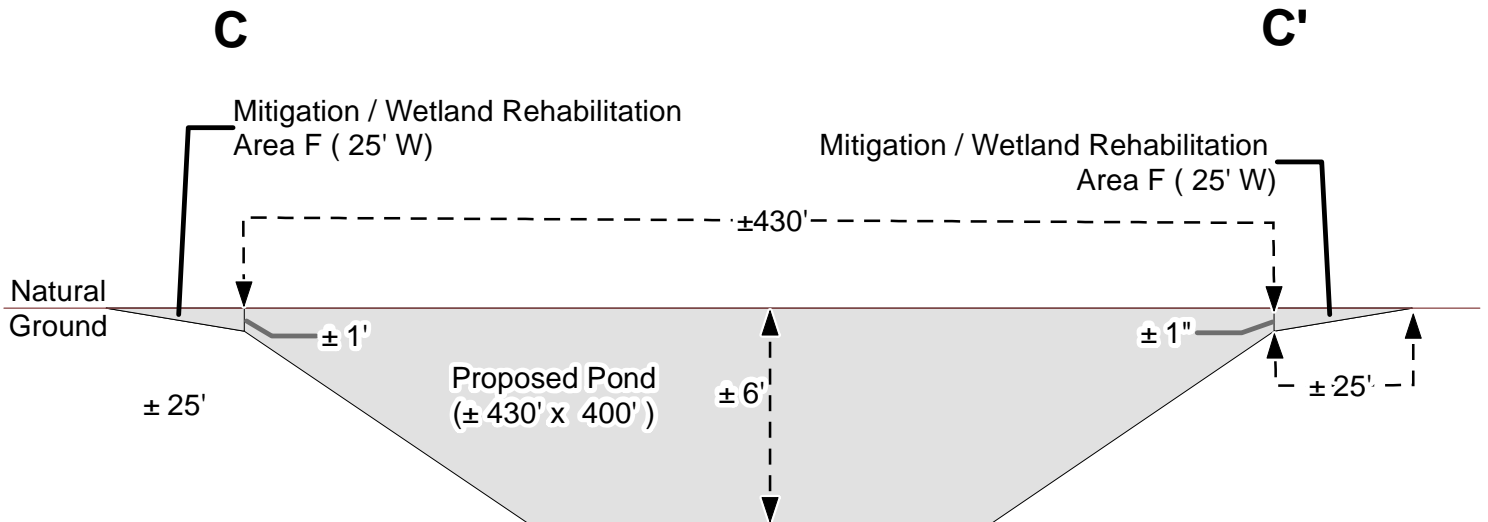 C
C'
Mitigation / Wetland Rehabilitation
Area F ( 25' W)
Mitigation / Wetland Rehabilitation
Area F ( 25' W)
±430'
Natural
Ground
± 1'
± 1"
Proposed Pond
(± 430' x 400' )
± 6'
± 25'
± 25'